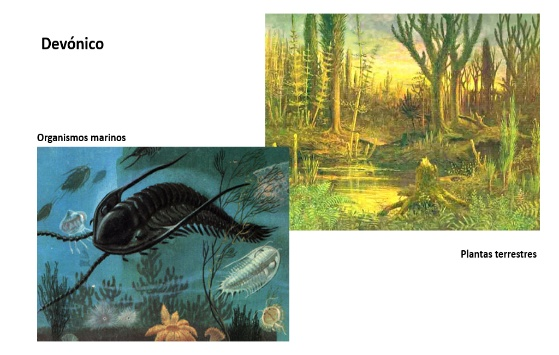 Devónico
Organismos marinos
Plantas terrestres